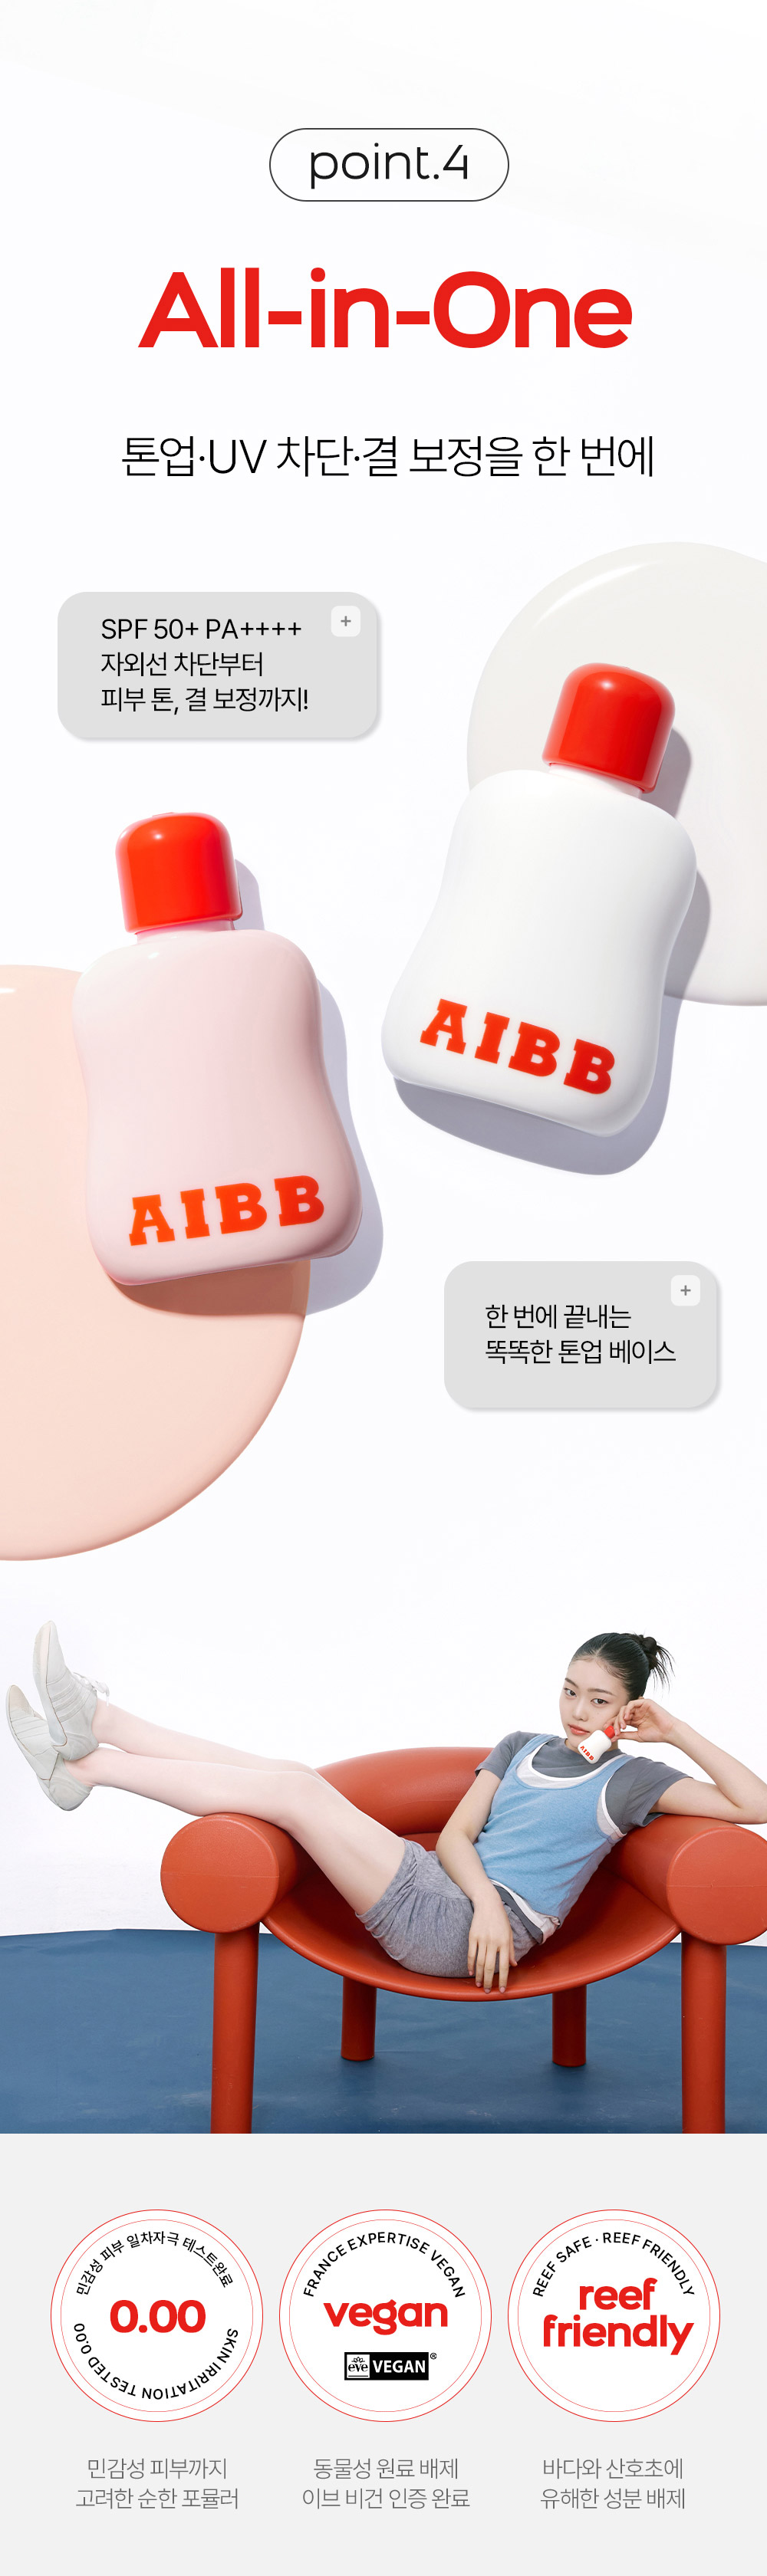 point.4
All-in-One
톤업·UV 차단·결 보정을 한 번에
SPF 50+ PA++++
자외선 차단부터
피부 톤, 결 보정까지!
+
AIBB
AIBB
+
한 번에 끝내는
똑똑한 톤업 베이스
AIBB
민감성 피부 일차자극 테스트완료
0.00
SKIN IRRITATION TESTED 0.00
FRANCE EXPERTISE VEGAN
vegan
eve VEGAN®
REEF SAFE · REEF FRIENDLY
reef
friendly
민감성 피부까지
고려한 순한 포뮬러
동물성 원료 배제
이브 비건 인증 완료
바다와 산호초에
유해한 성분 배제